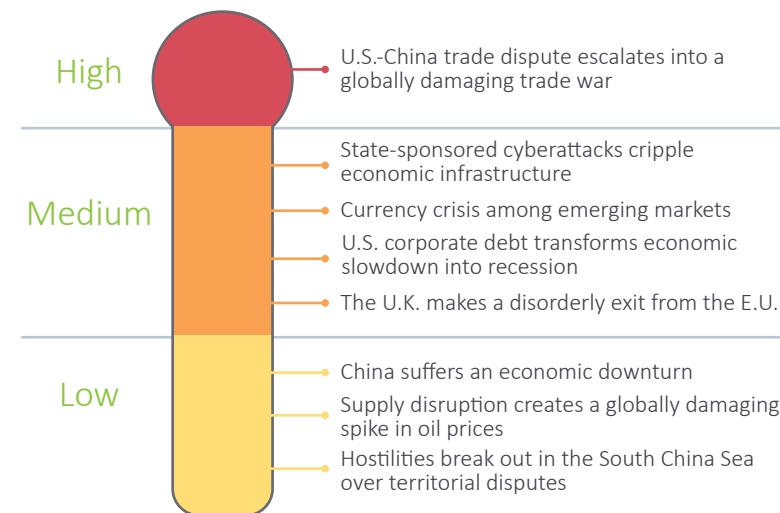 High
U.S.-China trade dispute escalates into a
globally damaging trade war
Medium
State-sponsored cyberattacks cripple
economic infrastructure
Currency crisis among emerging markets
U.S. corporate debt transforms economic
slowdown into recession
The U.K. makes a disorderly exit from the E.U.
Low
China suffers an economic downturn
Supply disruption creates a globally damaging
spike in oil prices
Hostilities break out in the South China Sea
over territorial disputes